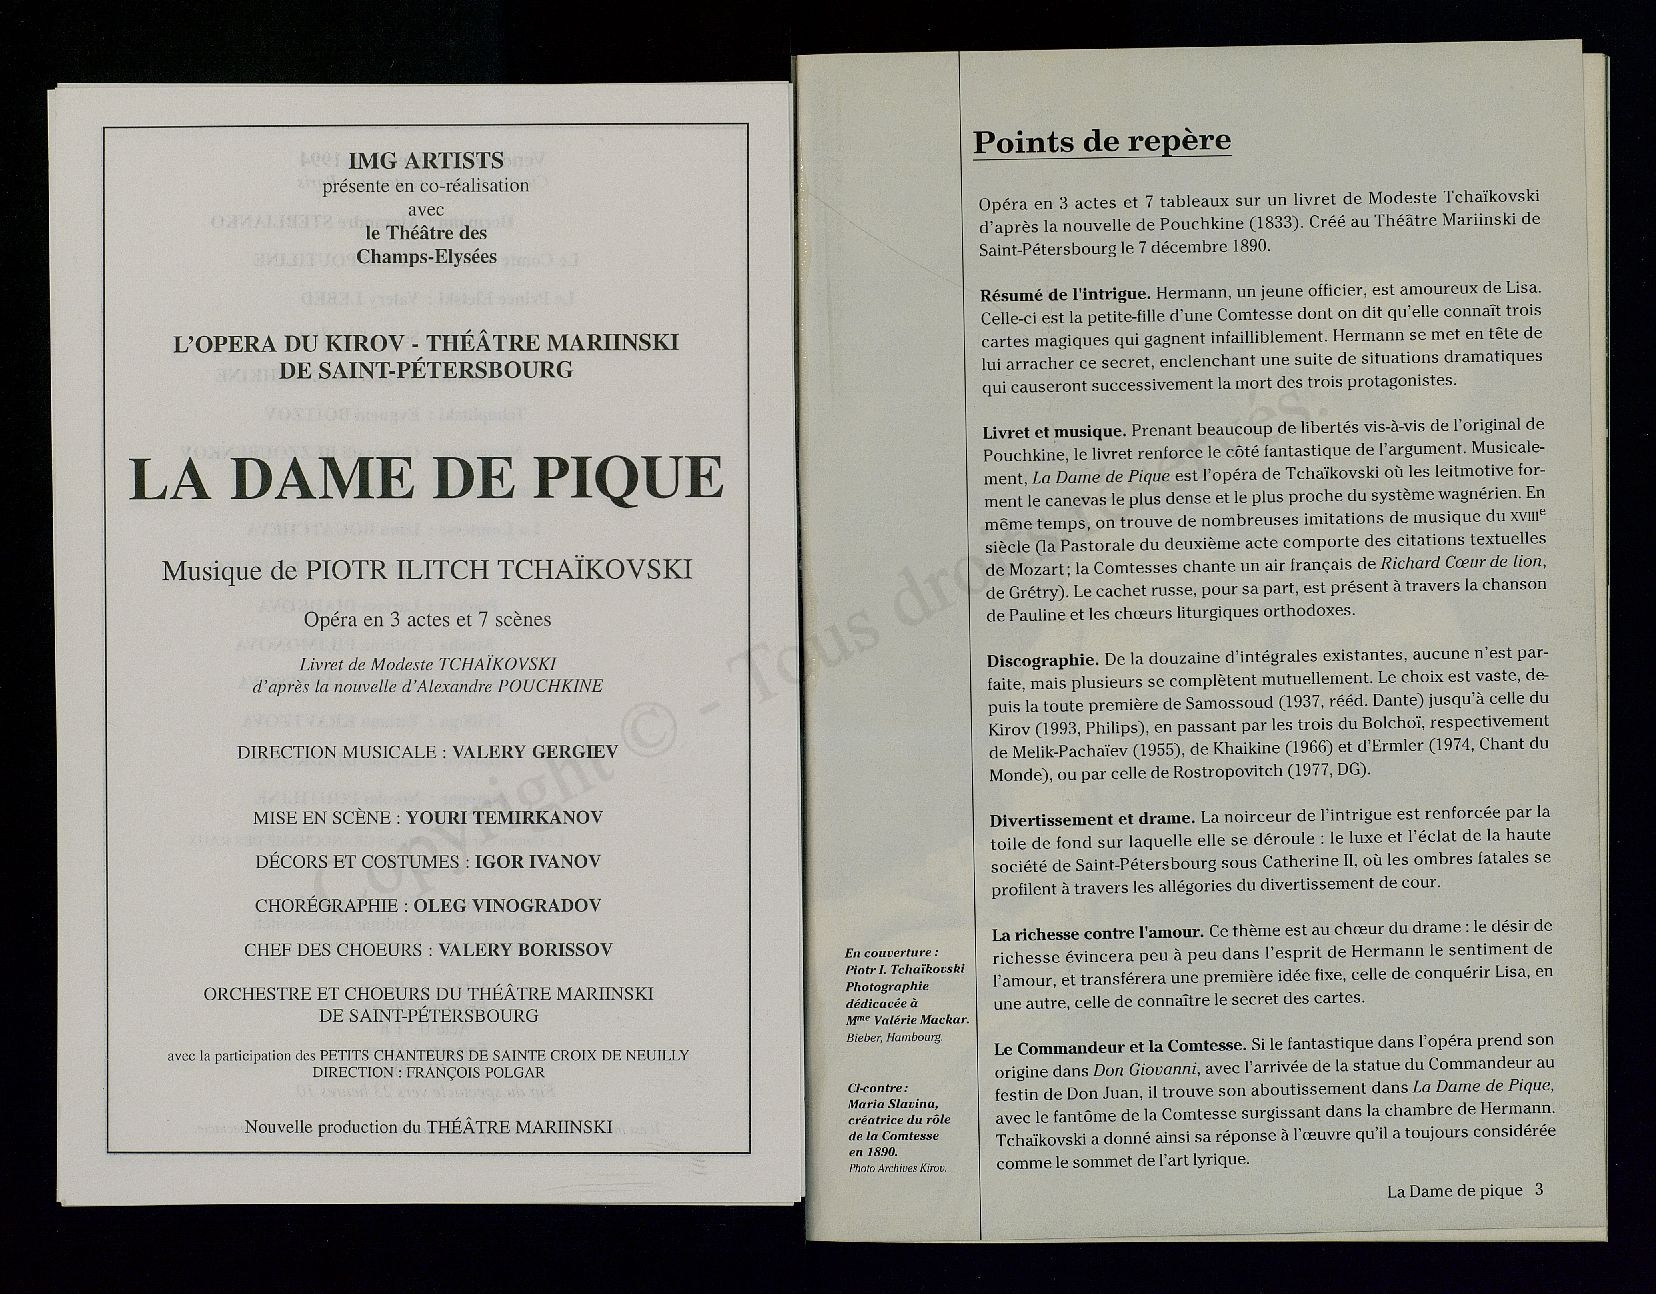 IMG ARTISTS
présente en co-réalisation
avec
le Théâtre des
Champs-Elysées
L'OPERA DU KIROV - THÉÂTRE MARIINSKI
DE SAINT-PÉTERSBOURG
LA DAME DE PIQUE
Musique de PIOTR ILITCH TCHAÏKOVSKI
Opéra en 3 actes et 7 scènes
Livret de Modeste TCHAÏKOVSKI
d'après la nouvelle d'Alexandre POUCHKINE
DIRECTION MUSICALE : VALERY GERGIEV
MISE EN SCÈNE : YOURI TEMIRKANOV
DÉCORS ET COSTUMES : IGOR IVANOV
CHORÉGRAPHIE : OLEG VINOGRADOV
CHEF DES CHOEURS : VALERY BORISSOV
ORCHESTRE ET CHOEURS DU THÉÂTRE MARIINSKI
DE SAINT-PÉTERSBOURG
avec la participation des PETITS CHANTEURS DE SAINTE CROIX DE NEUILLY
DIRECTION : FRANÇOIS POLGAR
Nouvelle production du THÉÂTRE MARIINSKI
Points de repère
Opéra en 3 actes et 7 tableaux sur un livret de Modeste Tchaïkovski
d'après la nouvelle de Pouchkine (1833). Créé au Théâtre Mariinski de
Saint-Pétersbourg le 7 décembre 1890.
Résumé de l'intrigue. Hermann, un jeune officier, est amoureux de Lisa.
Celle-ci est la petite-fille d'une Comtesse dont on dit qu'elle connaît trois
cartes magiques qui gagnent infailliblement. Hermann se met en tête de
lui arracher ce secret, enclenchant une suite de situations dramatiques
qui causeront successivement la mort des trois protagonistes.
Livret et musique. Prenant beaucoup de libertés vis-à-vis de l'original de
Pouchkine, le livret renforce le côté fantastique de l'argument. Musicale-
ment, La Dame de Pique est l'opéra de Tchaïkovski où les leitmotive for-
ment le canevas le plus dense et le plus proche du système wagnérien. En
même temps, on trouve de nombreuses imitations de musique du XVIIIe
siècle (la Pastorale du deuxième acte comporte des citations textuelles
de Mozart; la Comtesses chante un air français de Richard Cœur de lion,
de Grétry). Le cachet russe, pour sa part, est présent à travers la chanson
de Pauline et les chœurs liturgiques orthodoxes.
Discographie. De la douzaine d'intégrales existantes, aucune n'est par-
faite, mais plusieurs se complètent mutuellement. Le choix est vaste, de-
puis la toute première de Samossoud (1937, rééd. Dante) jusqu'à celle du
Kirov (1993, Philips), en passant par les trois du Bolchoï, respectivement
de Melik-Pachaïev (1955), de Khaikine (1966) et d'Ermler (1974, Chant du
Monde), ou par celle de Rostropovitch (1977, DG).
Divertissement et drame. La noirceur de l'intrigue est renforcée par la
toile de fond sur laquelle elle se déroule : le luxe et l'éclat de la haute
société de Saint-Pétersbourg sous Catherine II, où les ombres fatales se
profilent à travers les allégories du divertissement de cour.
La richesse contre l'amour. Ce thème est au chœur du drame : le désir de
richesse évincera peu à peu dans l'esprit de Hermann le sentiment de
l'amour, et transférera une première idée fixe, celle de conquérir Lisa, en
une autre, celle de connaître le secret des cartes.
Le Commandeur et la Comtesse. Si le fantastique dans l'opéra prend son
origine dans Don Giovanni, avec l'arrivée de la statue du Commandeur au
festin de Don Juan, il trouve son aboutissement dans La Dame de Pique,
avec le fantôme de la Comtesse surgissant dans la chambre de Hermann.
Tchaïkovski a donné ainsi sa réponse à l'œuvre qu'il a toujours considérée
comme le sommet de l'art lyrique.
En couverture :
Piotr I. Tchaïkovski
Photographie
dédicacée à
Mme Valérie Mackar.
Bieber, Hambourg.
Ci-contre :
Maria Slavina,
créatrice du rôle
de la Comtesse
en 1890.
Photo Archives Kirov.
La Dame de pique 3
Copyright © - Tous droits réservés.